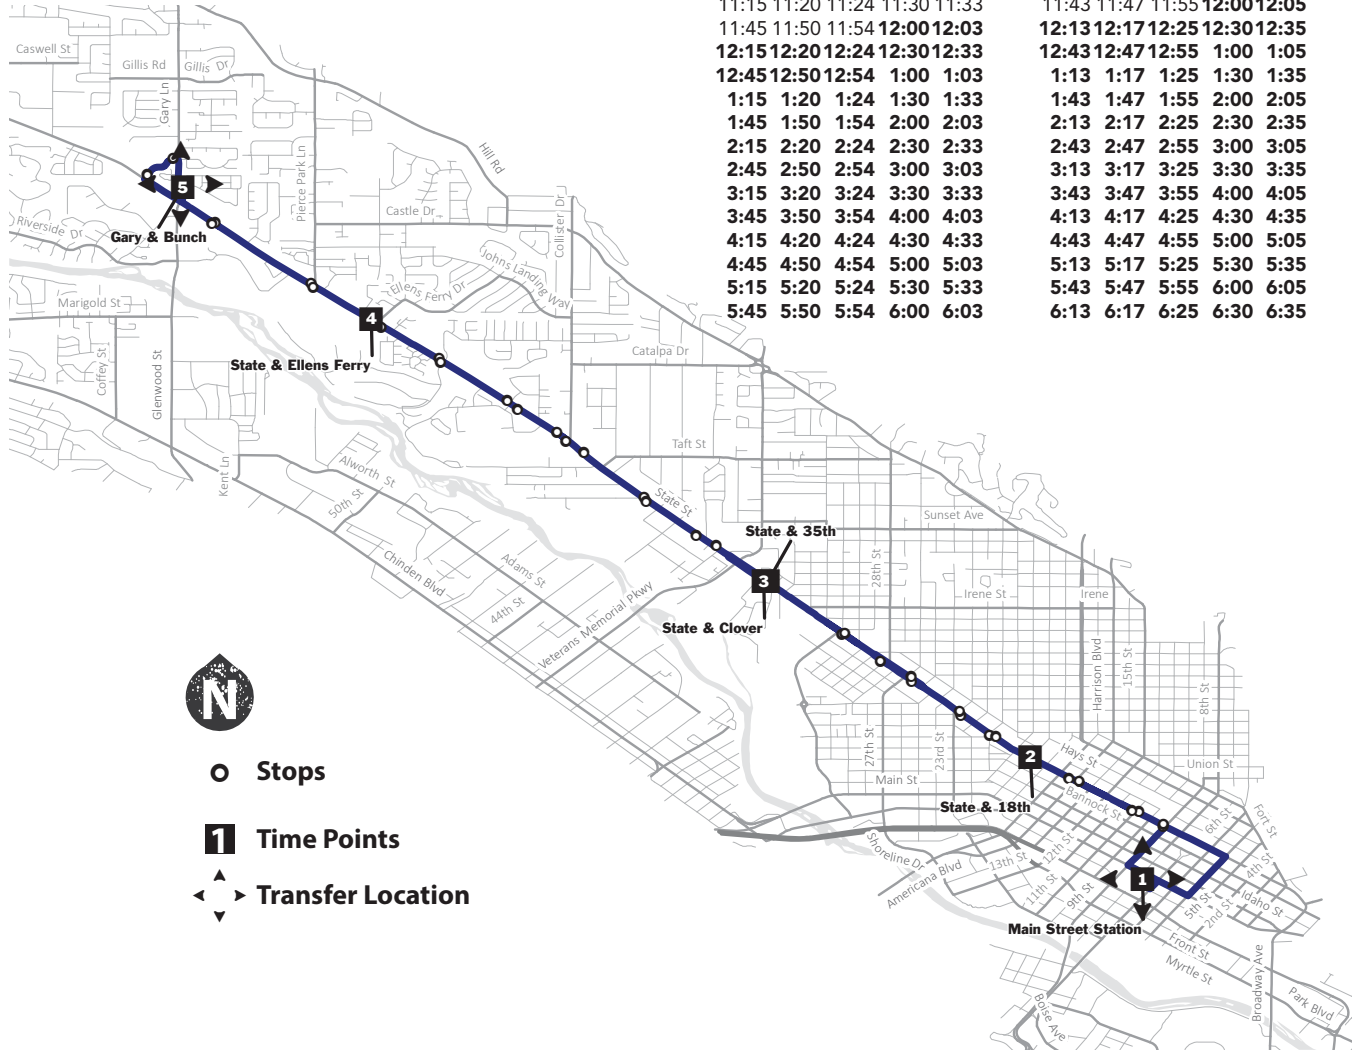 11:15 11:20 11:24 11:30 11:33
11:45 11:50 11:54 12:00 12:03
12:15 12:20 12:24 12:30 12:33
12:45 12:50 12:54 1:00 1:03
1:15 1:20 1:24 1:30 1:33
1:45 1:50 1:54 2:00 2:03
2:15 2:20 2:24 2:30 2:33
2:45 2:50 2:54 3:00 3:03
3:15 3:20 3:24 3:30 3:33
3:45 3:50 3:54 4:00 4:03
4:15 4:20 4:24 4:30 4:33
4:45 4:50 4:54 5:00 5:03
5:15 5:20 5:24 5:30 5:33
5:45 5:50 5:54 6:00 6:03
11:43 11:47 11:55 12:00 12:05
12:13 12:17 12:25 12:30 12:35
12:43 12:47 12:55 1:00 1:05
1:13 1:17 1:25 1:30 1:35
1:43 1:47 1:55 2:00 2:05
2:13 2:17 2:25 2:30 2:35
2:43 2:47 2:55 3:00 3:05
3:13 3:17 3:25 3:30 3:35
3:43 3:47 3:55 4:00 4:05
4:13 4:17 4:25 4:30 4:35
4:43 4:47 4:55 5:00 5:05
5:13 5:17 5:25 5:30 5:35
5:43 5:47 5:55 6:00 6:05
6:13 6:17 6:25 6:30 6:35
Caswell St
Gillis Rd
Gillis Dr
Gary Ln
Hill Rd
Pierce Park Ln
5
Castle Dr
Collister Dr
Riverside Dr
Gary & Bunch
Johns Landing Way
Ellens Ferry Dr
Marigold St
4
State & Ellens Ferry
Catalpa Dr
Coffey St
Glenwood St
Taft St
Kent Ln
Alworth St
50th St
State St
Sunset Ave
State & 35th
28th St
Chinden Blvd
Adams St
3
Irene St
Irene
44th St
Veterans Memorial Pkwy
State & Clover
Harrison Blvd
15th St
8th St
N
27th St
23rd St
2
Hays St
Union St
Stops
Main St
State & 18th
Bannock St
6th St
Fort St
1
Time Points
Shoreline Dr
Americana Blvd
13th St
12th St
11th St
9th St
1
4th St
5th St
2nd St
Idaho St
Transfer Location
Main Street Station
Front St
Myrtle St
Broadway Ave
Park Blvd
Boise Ave